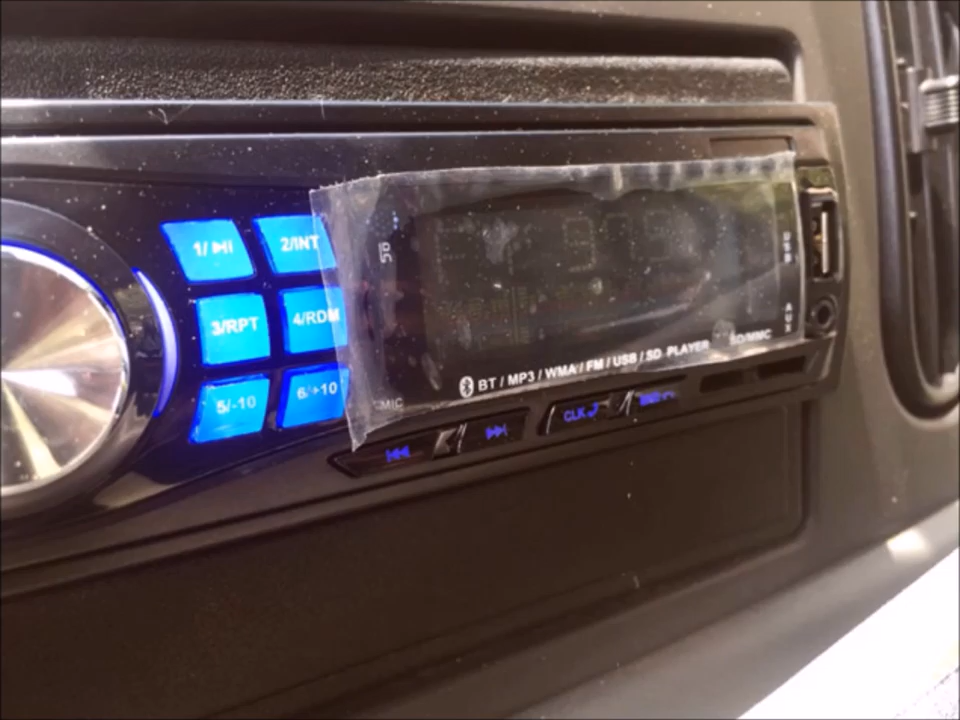 1/⏯ 2/INT
3/RPT 4/RDM
5/-10 6/+10
MIC
BT / MP3 / WMA / FM / USB / SD PLAYER
SD/MMC
CLK